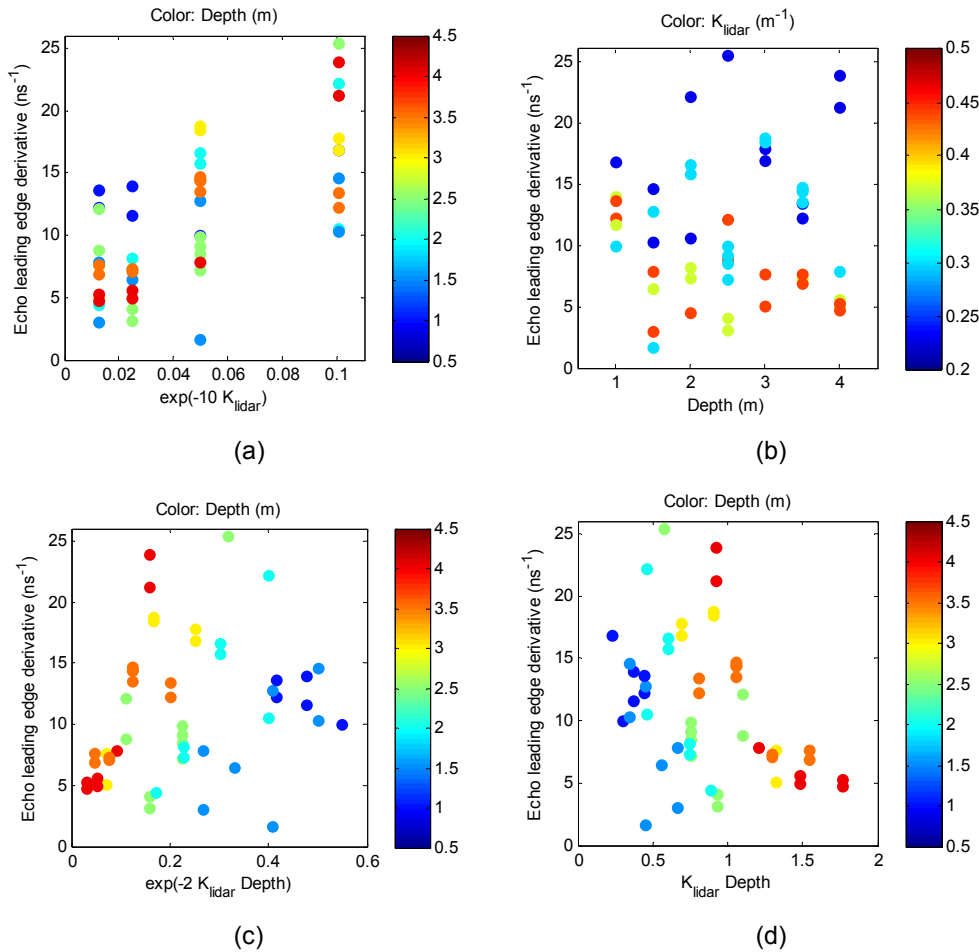 Color: Depth (m)
Echo leading edge derivative (ns⁻¹)
25
20
15
10
5
0
0 0.02 0.04 0.06 0.08 0.1
exp(-10 K_lidar)
4.5
4
3.5
3
2.5
2
1.5
1
0.5
(a)
Color: K_lidar (m⁻¹)
Echo leading edge derivative (ns⁻¹)
25
20
15
10
5
0
1 2 3 4
Depth (m)
0.5
0.45
0.4
0.35
0.3
0.25
0.2
(b)
Color: Depth (m)
Echo leading edge derivative (ns⁻¹)
25
20
15
10
5
0
0 0.2 0.4 0.6
exp(-2 K_lidar Depth)
4.5
4
3.5
3
2.5
2
1.5
1
0.5
(c)
Color: Depth (m)
Echo leading edge derivative (ns⁻¹)
25
20
15
10
5
0
0 0.5 1 1.5 2
K_lidar Depth
4.5
4
3.5
3
2.5
2
1.5
1
0.5
(d)